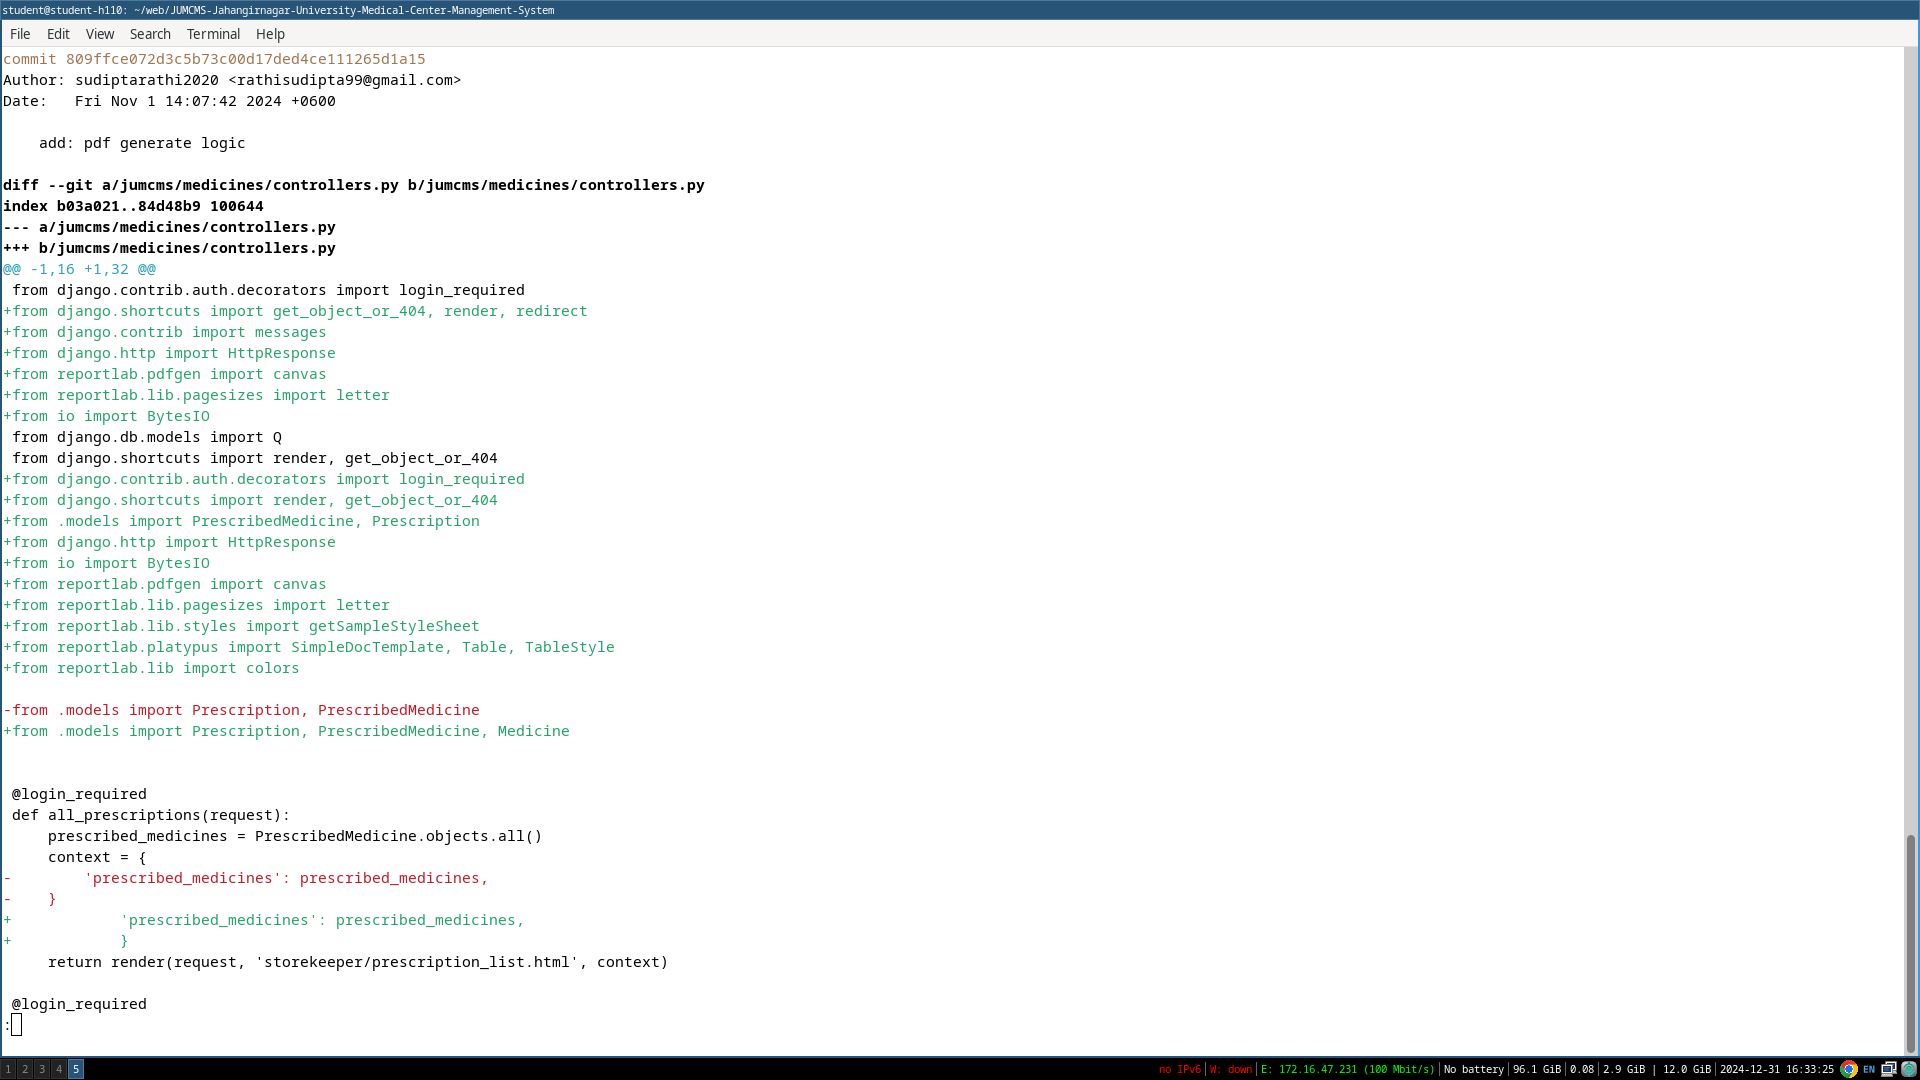 student@student-h110: ~/web/JUMCMS-Jahangirnagar-University-Medical-Center-Management-System
File Edit View Search Terminal Help
commit 809ffce072d3c5b73c00d17ded4ce111265d1a15
Author: sudiptarathi2020 <rathisudipta99@gmail.com>
Date:   Fri Nov 1 14:07:42 2024 +0600

    add: pdf generate logic

diff --git a/jumcms/medicines/controllers.py b/jumcms/medicines/controllers.py
index b03a021..84d48b9 100644
--- a/jumcms/medicines/controllers.py
+++ b/jumcms/medicines/controllers.py
@@ -1,16 +1,32 @@
 from django.contrib.auth.decorators import login_required
+from django.shortcuts import get_object_or_404, render, redirect
+from django.contrib import messages
+from django.http import HttpResponse
+from reportlab.pdfgen import canvas
+from reportlab.lib.pagesizes import letter
+from io import BytesIO
 from django.db.models import Q
 from django.shortcuts import render, get_object_or_404
+from django.contrib.auth.decorators import login_required
+from django.shortcuts import render, get_object_or_404
+from .models import PrescribedMedicine, Prescription
+from django.http import HttpResponse
+from io import BytesIO
+from reportlab.pdfgen import canvas
+from reportlab.lib.pagesizes import letter
+from reportlab.lib.styles import getSampleStyleSheet
+from reportlab.platypus import SimpleDocTemplate, Table, TableStyle
+from reportlab.lib import colors

-from .models import Prescription, PrescribedMedicine
+from .models import Prescription, PrescribedMedicine, Medicine


 @login_required
 def all_prescriptions(request):
     prescribed_medicines = PrescribedMedicine.objects.all()
     context = {
-        'prescribed_medicines': prescribed_medicines,
-    }
+            'prescribed_medicines': prescribed_medicines,
+            }
     return render(request, 'storekeeper/prescription_list.html', context)

 @login_required
:
1 2 3 4 5 no IPv6 | W: down | E: 172.16.47.231 (100 Mbit/s) | No battery | 96.1 GiB | 0.08 | 2.9 GiB | 12.0 GiB | 2024-12-31 16:33:25 EN